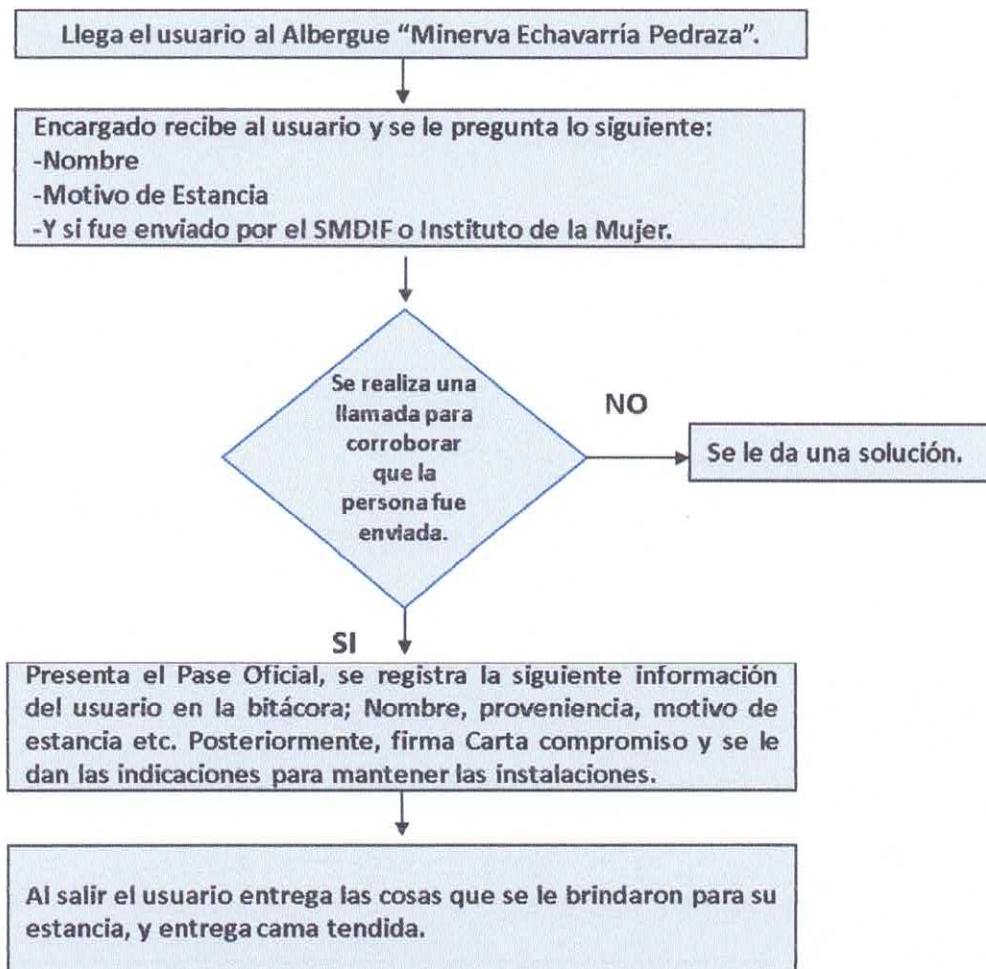 Llega el usuario al Albergue “Minerva Echavarría Pedraza”.
Encargado recibe al usuario y se le pregunta lo siguiente:
-Nombre
-Motivo de Estancia
-Y si fue enviado por el SMDIF o Instituto de la Mujer.
Se realiza una
llamada para
corroborar
que la
persona fue
enviada.
NO
Se le da una solución.
SI
Presenta el Pase Oficial, se registra la siguiente información
del usuario en la bitácora; Nombre, proveniencia, motivo de
estancia etc. Posteriormente, firma Carta compromiso y se le
dan las indicaciones para mantener las instalaciones.
Al salir el usuario entrega las cosas que se le brindaron para su
estancia, y entrega cama tendida.